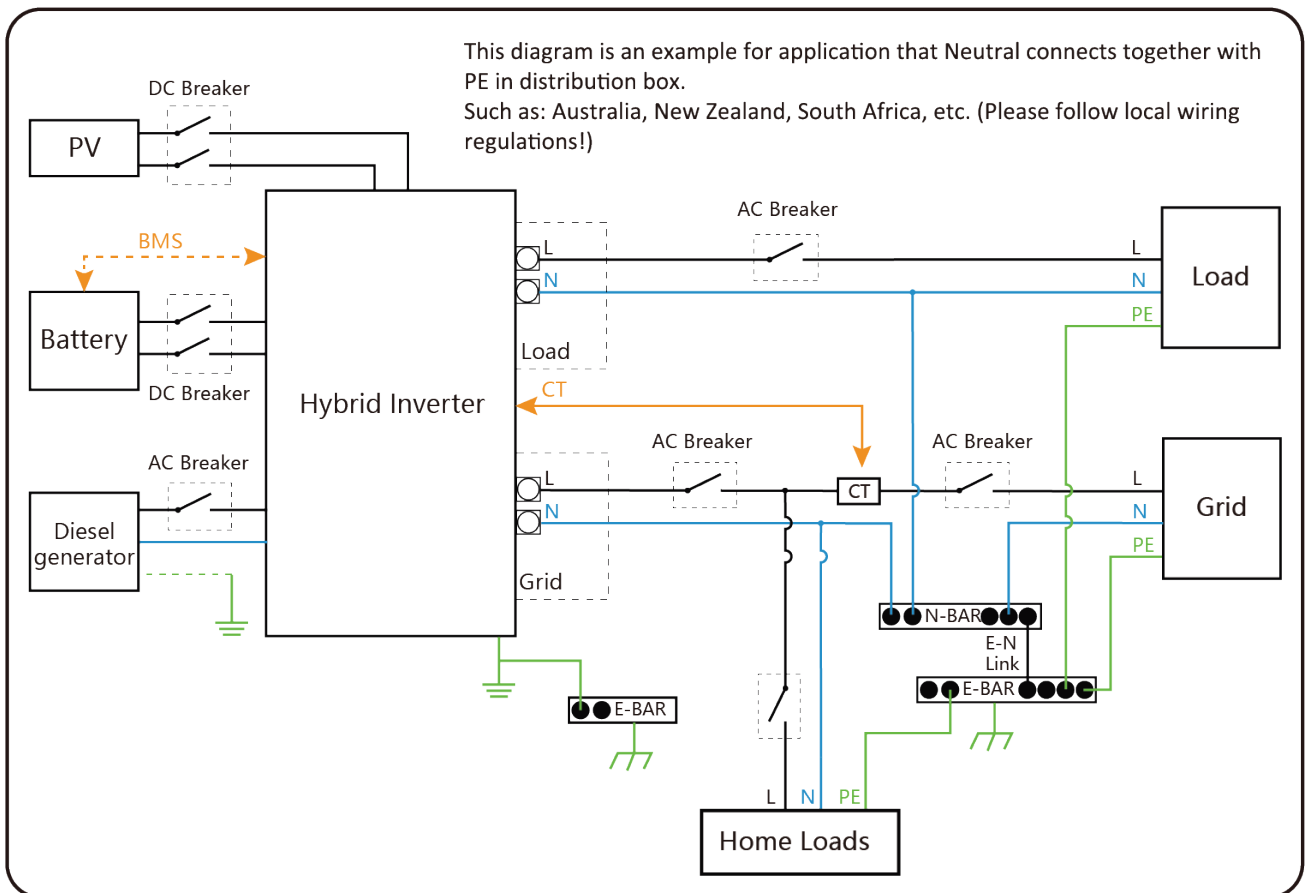 This diagram is an example for application that Neutral connects together with
PE in distribution box.
Such as: Australia, New Zealand, South Africa, etc. (Please follow local wiring
regulations!)
DC Breaker
PV
AC Breaker
BMS
L
L
N
N
Load
PE
Battery
Load
DC Breaker
CT
Hybrid Inverter
AC Breaker
AC Breaker
AC Breaker
L
CT
L
N
N
Grid
Diesel
generator
PE
Grid
N-BAR
E-N
Link
E-BAR
E-BAR
L
N
PE
Home Loads